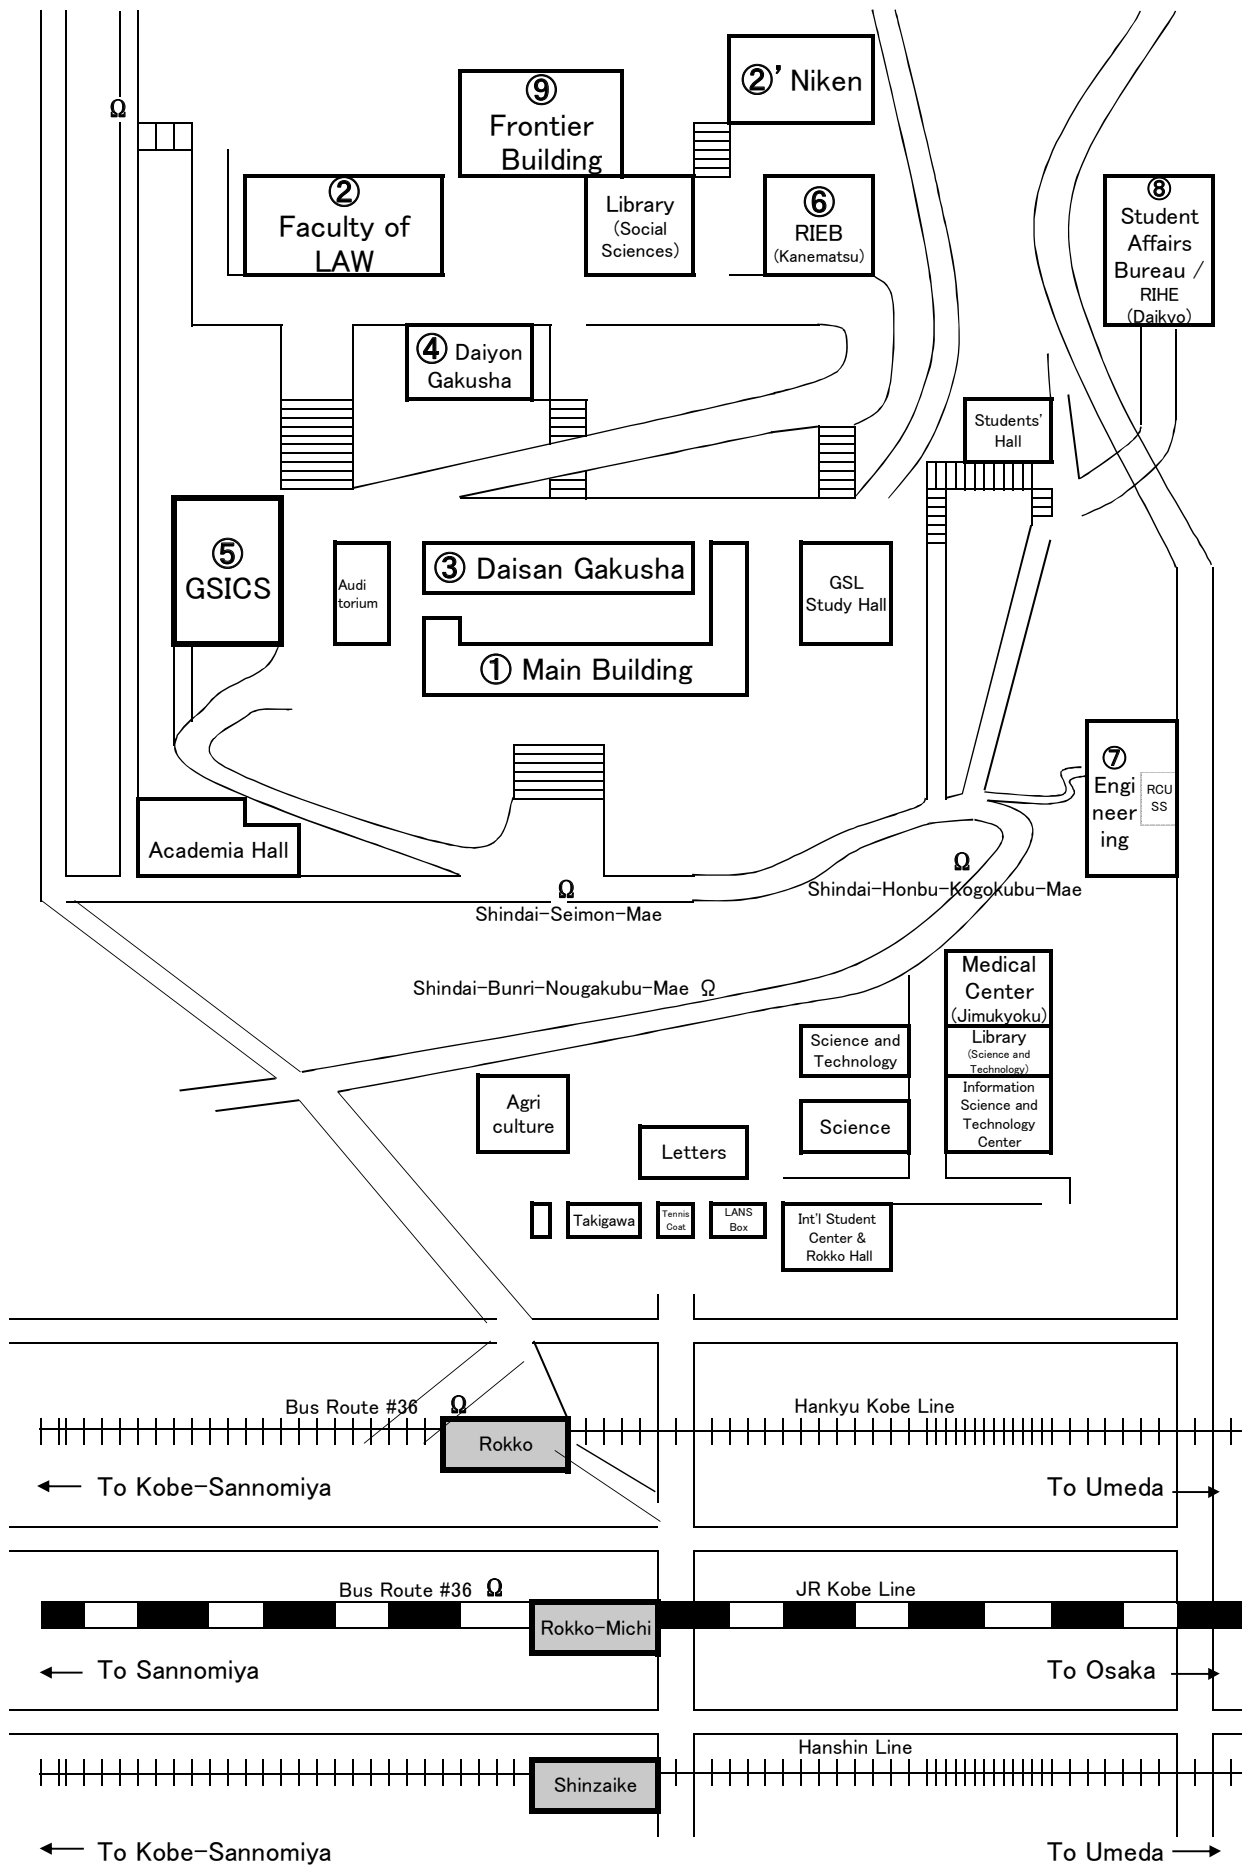 ②’ Niken
⑨
Frontier
Building
②
Faculty of
LAW
Library
(Social
Sciences)
⑥
RIEB
(Kanematsu)
⑧
Student
Affairs
Bureau /
RIHE
(Daikyo)
④ Daiyon
Gakusha
Students'
Hall
⑤
GSICS
Audi
torium
③ Daisan Gakusha
GSL
Study Hall
① Main Building
⑦
Engi
neer
ing
RCU
SS
Academia Hall
Shindai-Seimon-Mae
Shindai-Honbu-Kogokubu-Mae
Shindai-Bunri-Nougakubu-Mae
Medical
Center
(Jimukyoku)
Science and
Technology
Library
(Science and
Technology)
Agri
culture
Letters
Science
Information
Science and
Technology
Center
Takigawa
Tennis
Coat
LANS
Box
Int'l Student
Center &
Rokko Hall
Bus Route #36
Hankyu Kobe Line
Rokko
To Kobe-Sannomiya
To Umeda
Bus Route #36
JR Kobe Line
Rokko-Michi
To Sannomiya
To Osaka
Hanshin Line
Shinzaike
To Kobe-Sannomiya
To Umeda